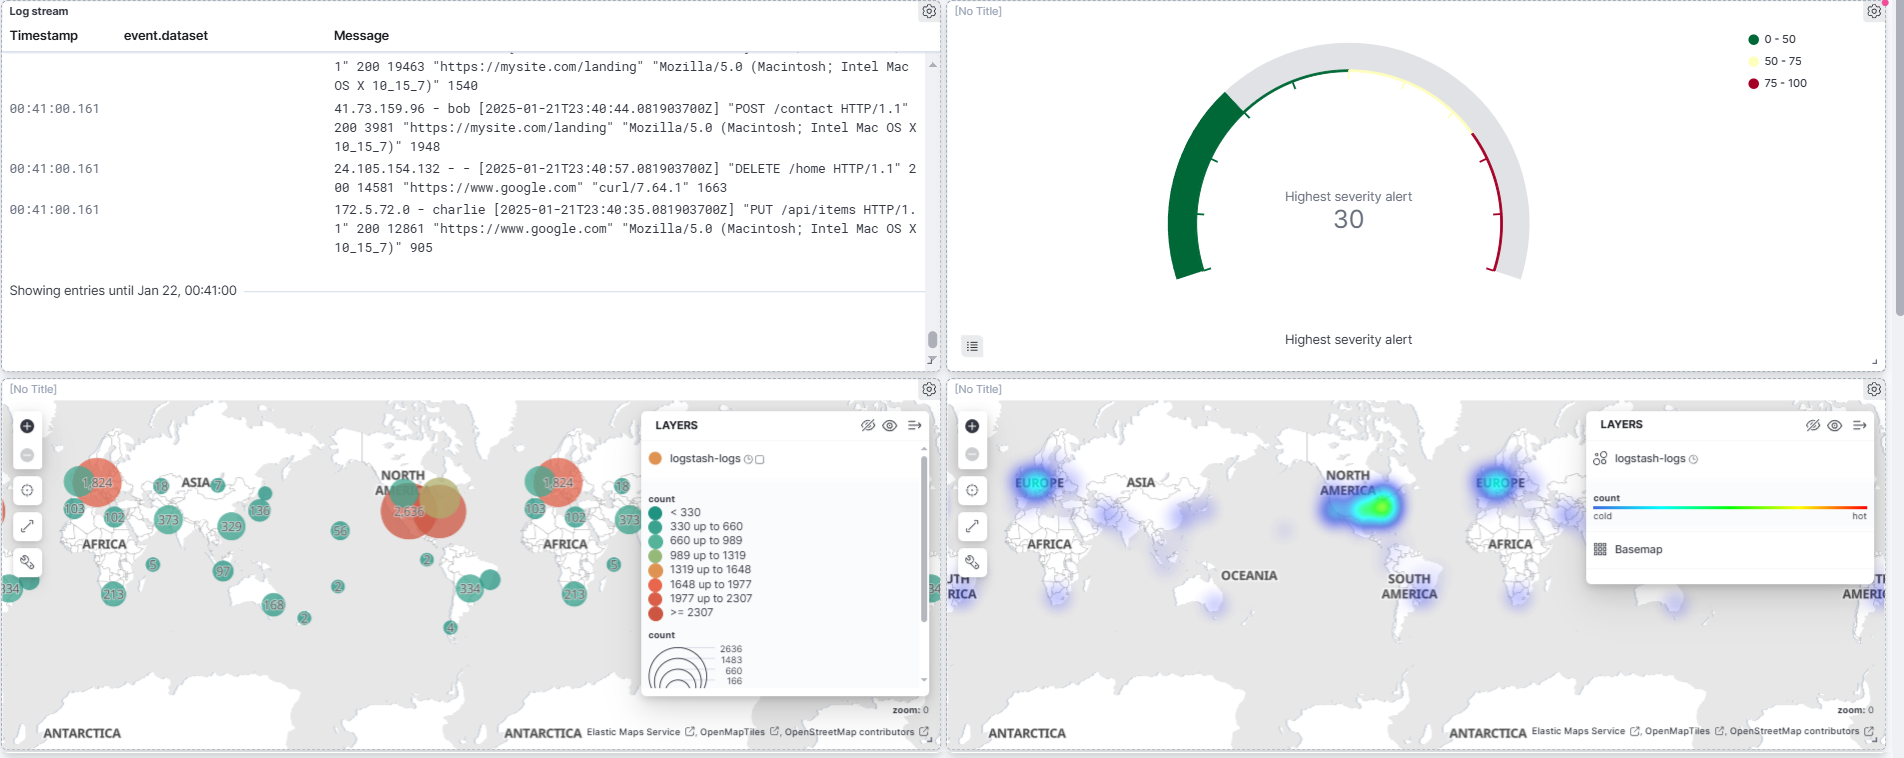 Log stream
Timestamp event.dataset Message
1" 200 19463 "https://mysite.com/landing" "Mozilla/5.0 (Macintosh; Intel Mac
OS X 10_15_7)" 1540
00:41:00.161 41.73.159.96 - bob [2025-01-21T23:40:44.081903700Z] "POST /contact HTTP/1.1"
200 3981 "https://mysite.com/landing" "Mozilla/5.0 (Macintosh; Intel Mac OS X
10_15_7)" 1948
00:41:00.161 24.105.154.132 - - [2025-01-21T23:40:57.081903700Z] "DELETE /home HTTP/1.1" 2
00 14581 "https://www.google.com" "curl/7.64.1" 1663
00:41:00.161 172.5.72.0 - charlie [2025-01-21T23:40:35.081903700Z] "PUT /api/items HTTP/1.
1" 200 12861 "https://www.google.com" "Mozilla/5.0 (Macintosh; Intel Mac OS X
10_15_7)" 905
Showing entries until Jan 22, 00:41:00
[No Title]
0 - 50
50 - 75
75 - 100
Highest severity alert
30
Highest severity alert
[No Title]
1,824
18
ASIA
7
NORTH
AMERICA
1,824
18
103
102
373
329
136
56
2,636
103
102
373
AFRICA
2
AFRICA
5
97
5
334
213
168
2
2
334
213
34
4
ANTARCTICA
ANTARCTICA
LAYERS
logstash-logs
count
< 330
330 up to 660
660 up to 989
989 up to 1319
1319 up to 1648
1648 up to 1977
1977 up to 2307
>= 2307
count
2636
1483
660
166
zoom: 0
Elastic Maps Service , OpenMapTiles , OpenStreetMap contributors
[No Title]
EUROPE
ASIA
NORTH
AMERICA
EUROPE
AFRICA
AFRICA
OCEANIA
SOUTH
AMERICA
UTH
RICA
AMERI
ANTARCTICA
ANTARCTICA
LAYERS
logstash-logs
count
cold hot
Basemap
zoom: 0
Elastic Maps Service , OpenMapTiles , OpenStreetMap contributors